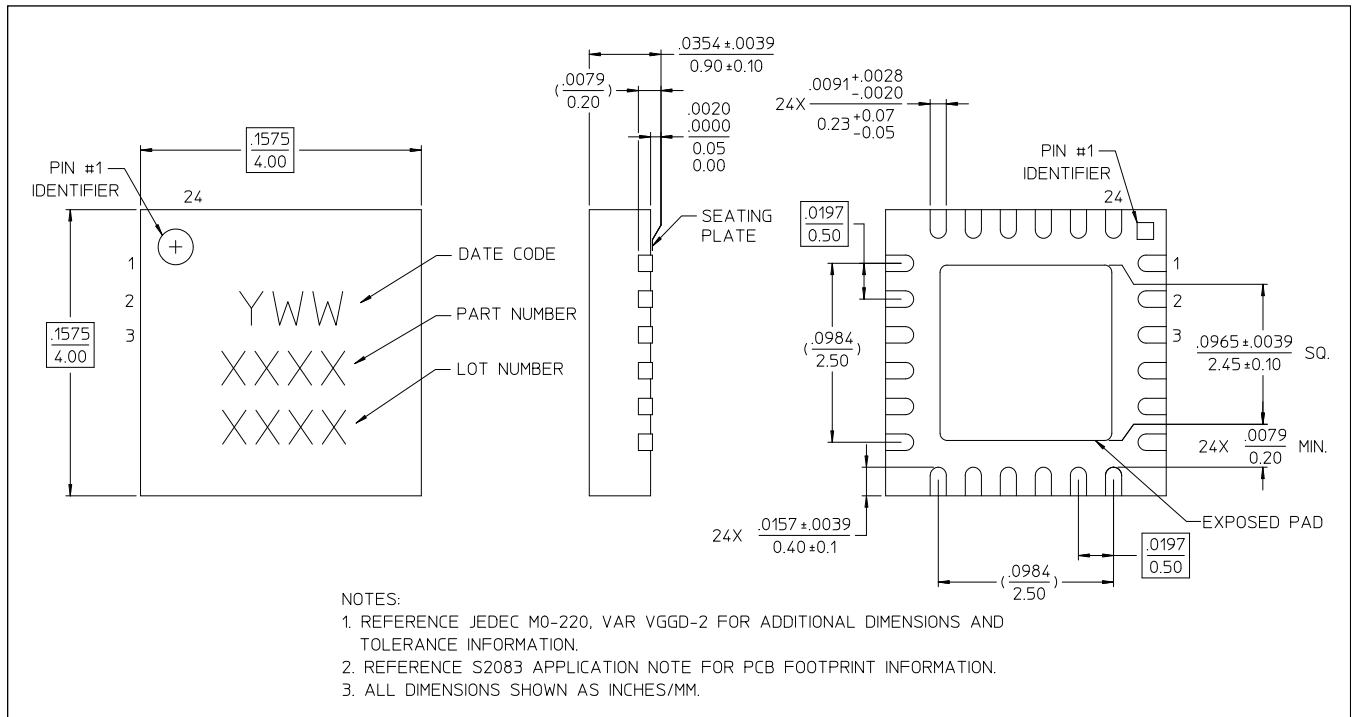 .1575
4.00
PIN #1
IDENTIFIER
24
1
2
3
.1575
4.00
YWW
XXXX
XXXX
DATE CODE
PART NUMBER
LOT NUMBER
.0354±.0039
0.90±0.10
(.0079
0.20)
.0020
.0000
0.05
0.00
SEATING
PLATE
24X .0091+.0028
-.0020
0.23+0.07
-0.05
PIN #1
IDENTIFIER
24
.0197
0.50
1
2
3
(.0984
2.50)
.0965±.0039 SQ.
2.45±0.10
24X .0079 MIN.
0.20
EXPOSED PAD
24X .0157±.0039
0.40±0.1
.0197
0.50
(.0984
2.50)
NOTES:
1. REFERENCE JEDEC MO-220, VAR VGGD-2 FOR ADDITIONAL DIMENSIONS AND
TOLERANCE INFORMATION.
2. REFERENCE S2083 APPLICATION NOTE FOR PCB FOOTPRINT INFORMATION.
3. ALL DIMENSIONS SHOWN AS INCHES/MM.